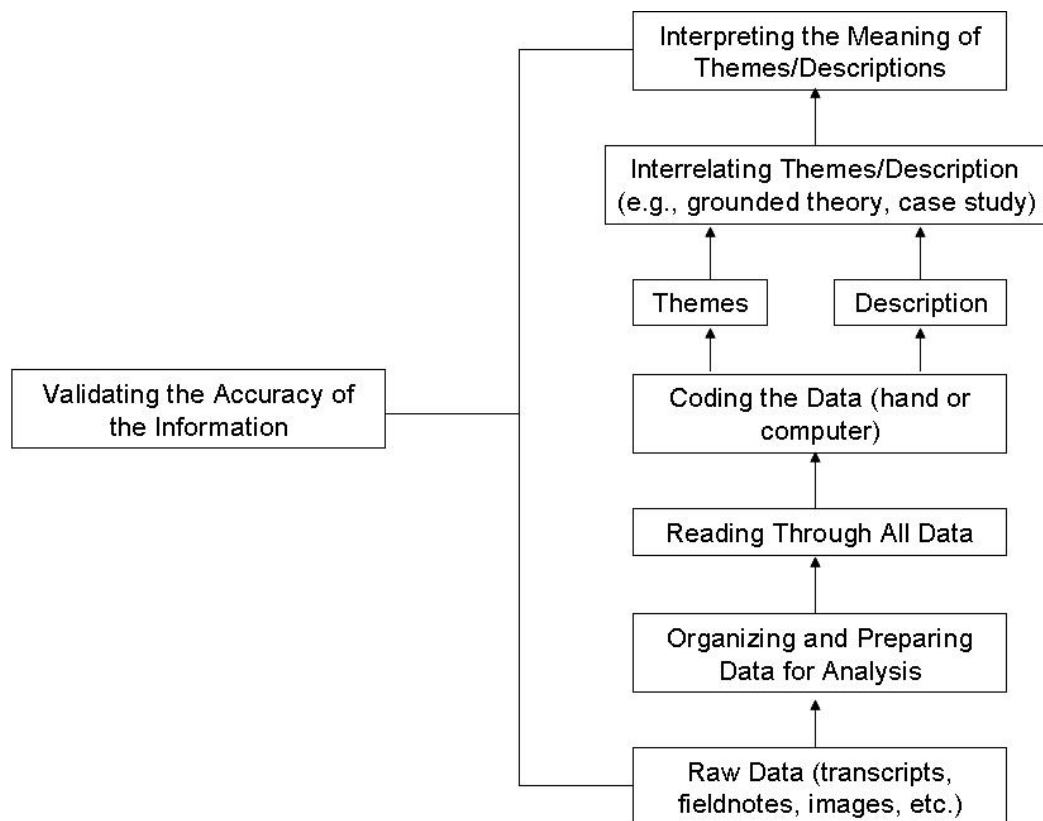 Interpreting the Meaning of
Themes/Descriptions
Interrelating Themes/Description
(e.g., grounded theory, case study)
Themes
Description
Validating the Accuracy of
the Information
Coding the Data (hand or
computer)
Reading Through All Data
Organizing and Preparing
Data for Analysis
Raw Data (transcripts,
fieldnotes, images, etc.)